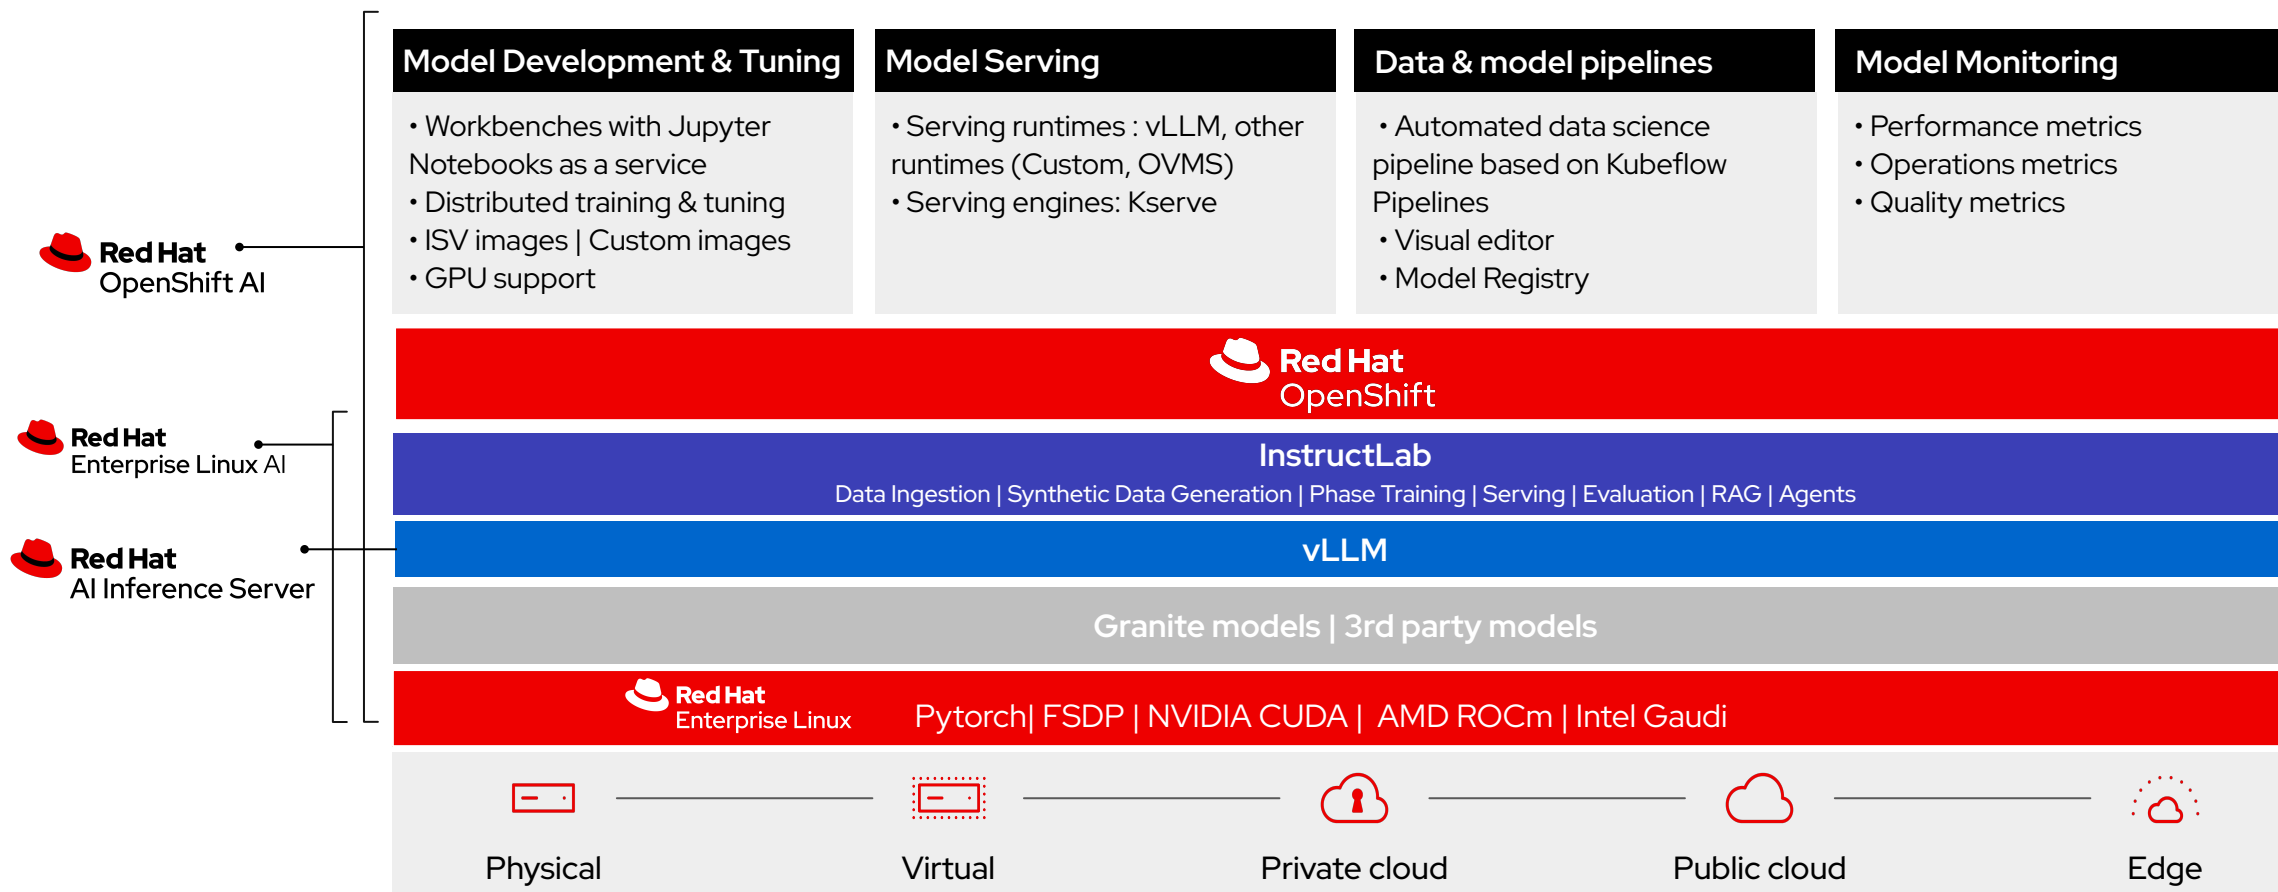 Model Development & Tuning
• Workbenches with Jupyter
Notebooks as a service
• Distributed training & tuning
• ISV images | Custom images
• GPU support
Model Serving
• Serving runtimes : vLLM, other
runtimes (Custom, OVMS)
• Serving engines: Kserve
Data & model pipelines
• Automated data science
pipeline based on Kubeflow
Pipelines
• Visual editor
• Model Registry
Model Monitoring
• Performance metrics
• Operations metrics
• Quality metrics
Red Hat
OpenShift AI
Red Hat
OpenShift
Red Hat
Enterprise Linux AI
InstructLab
Data Ingestion | Synthetic Data Generation | Phase Training | Serving | Evaluation | RAG | Agents
Red Hat
AI Inference Server
vLLM
Granite models | 3rd party models
Red Hat
Enterprise Linux
Pytorch| FSDP | NVIDIA CUDA | AMD ROCm | Intel Gaudi
Physical
Virtual
Private cloud
Public cloud
Edge